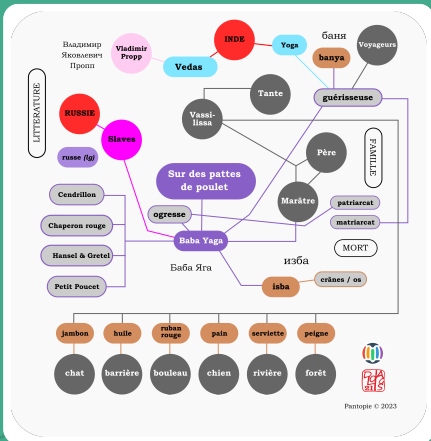 Владимир
Яковлевич
Пропп
Vladimir
Propp
INDE
Vedas
Yoga
баня
banya
Voyageurs
LITTERATURE
RUSSIE
Slaves
russe (lg)
Tante
Vassi-
lissa
guérisseuse
Père
FAMILLE
Marâtre
Sur des pattes
de poulet
Cendrillon
Chaperon rouge
Hansel & Gretel
Petit Poucet
ogresse
Baba Yaga
Баба Яга
patriarcat
matriarcat
MORT
изба
isba
crânes / os
jambon
huile
ruban
rouge
pain
serviette
peigne
chat
barrière
bouleau
chien
rivière
forêt
Pantopie © 2023